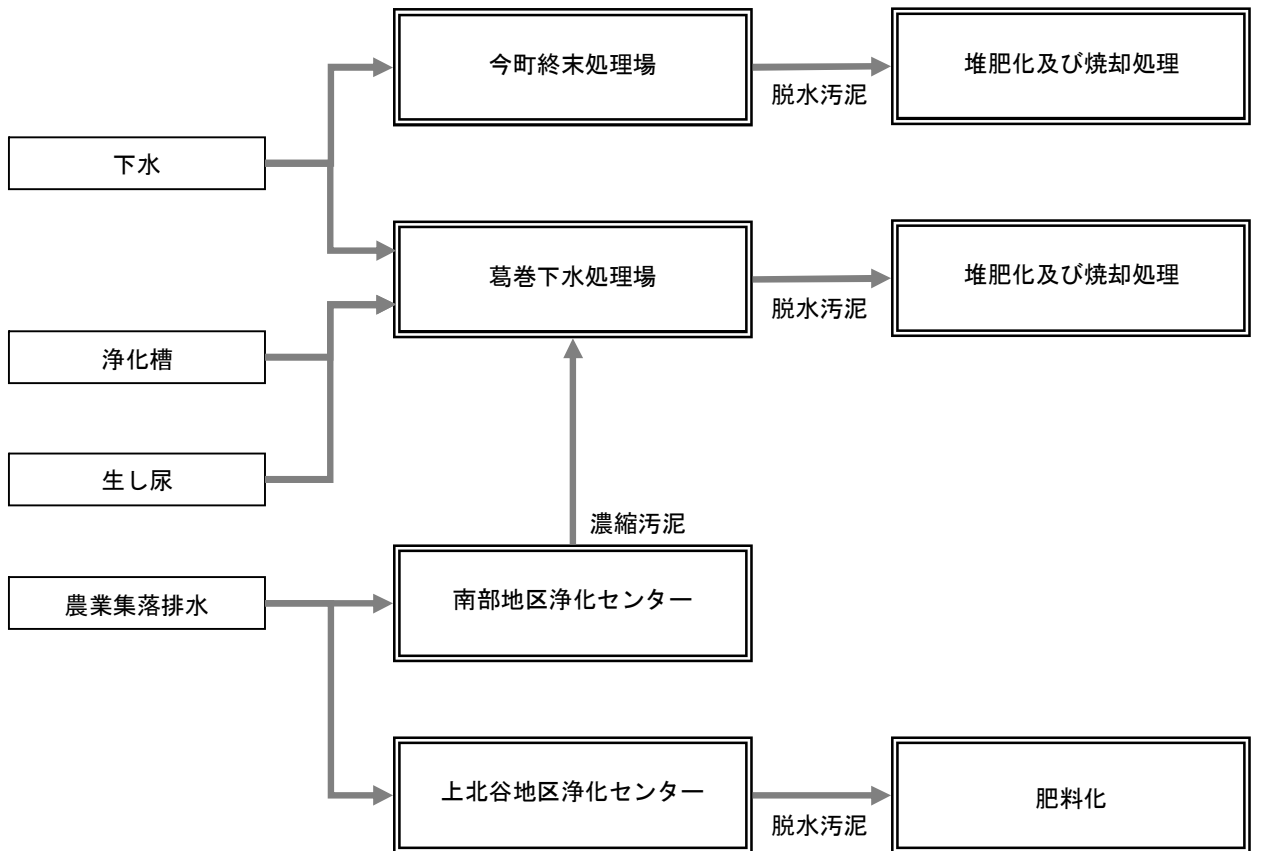 今町終末処理場
堆肥化及び焼却処理
脱水汚泥
下水
葛巻下水処理場
堆肥化及び焼却処理
脱水汚泥
浄化槽
生し尿
濃縮汚泥
農業集落排水
南部地区浄化センター
上北谷地区浄化センター
肥料化
脱水汚泥